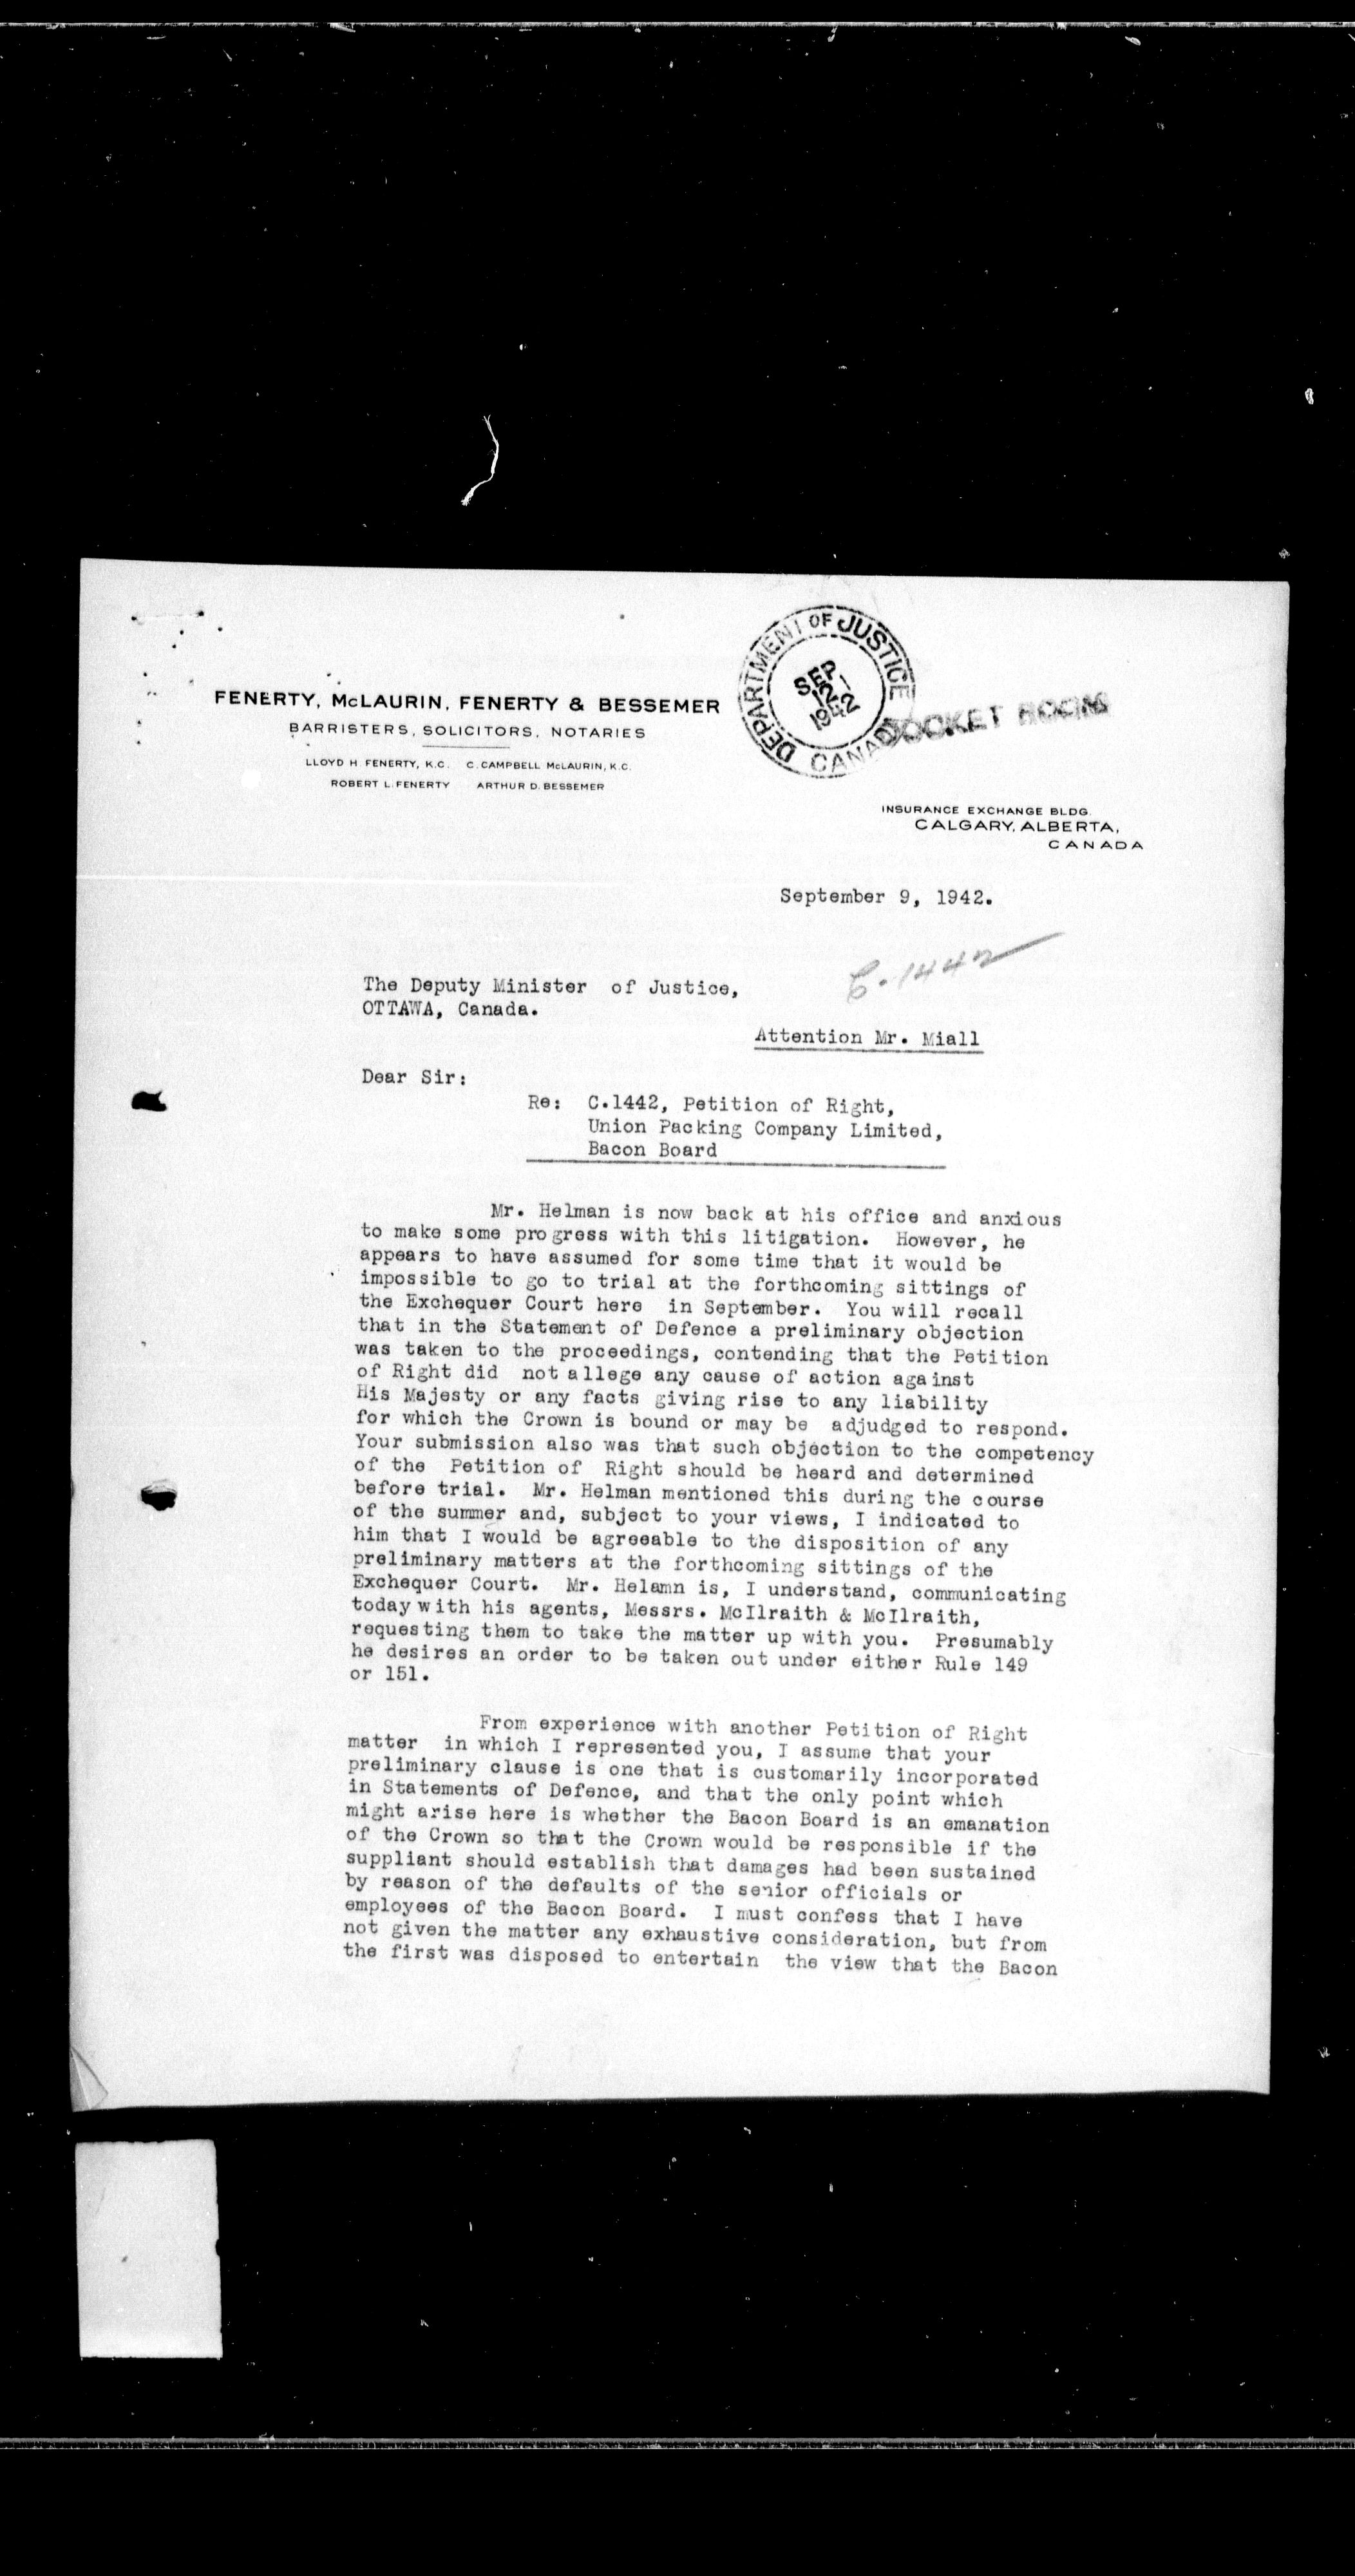 DEPARTMENT OF JUSTICE
SEP 12 1942
CANADA
DOCKET ROOM
FENERTY, McLAURIN, FENERTY & BESSEMER
BARRISTERS, SOLICITORS, NOTARIES
LLOYD H. FENERTY, K.C. C. CAMPBELL McLAURIN, K.C.
ROBERT L. FENERTY ARTHUR D. BESSEMER
INSURANCE EXCHANGE BLDG.
CALGARY, ALBERTA,
CANADA
September 9, 1942.
C.1442
The Deputy Minister of Justice,
OTTAWA, Canada.
Attention Mr. Miall
Dear Sir:
Re: C.1442, Petition of Right,
Union Packing Company Limited,
Bacon Board
Mr. Helman is now back at his office and anxious
to make some progress with this litigation. However, he
appears to have assumed for some time that it would be
impossible to go to trial at the forthcoming sittings of
the Exchequer Court here in September. You will recall
that in the Statement of Defence a preliminary objection
was taken to the proceedings, contending that the Petition
of Right did not allege any cause of action against
His Majesty or any facts giving rise to any liability
for which the Crown is bound or may be adjudged to respond.
Your submission also was that such objection to the competency
of the Petition of Right should be heard and determined
before trial. Mr. Helman mentioned this during the course
of the summer and, subject to your views, I indicated to
him that I would be agreeable to the disposition of any
preliminary matters at the forthcoming sittings of the
Exchequer Court. Mr. Helamn is, I understand, communicating
today with his agents, Messrs. McIlraith & McIlraith,
requesting them to take the matter up with you. Presumably
he desires an order to be taken out under either Rule 149
or 151.
From experience with another Petition of Right
matter in which I represented you, I assume that your
preliminary clause is one that is customarily incorporated
in Statements of Defence, and that the only point which
might arise here is whether the Bacon Board is an emanation
of the Crown so that the Crown would be responsible if the
suppliant should establish that damages had been sustained
by reason of the defaults of the senior officials or
employees of the Bacon Board. I must confess that I have
not given the matter any exhaustive consideration, but from
the first was disposed to entertain the view that the Bacon